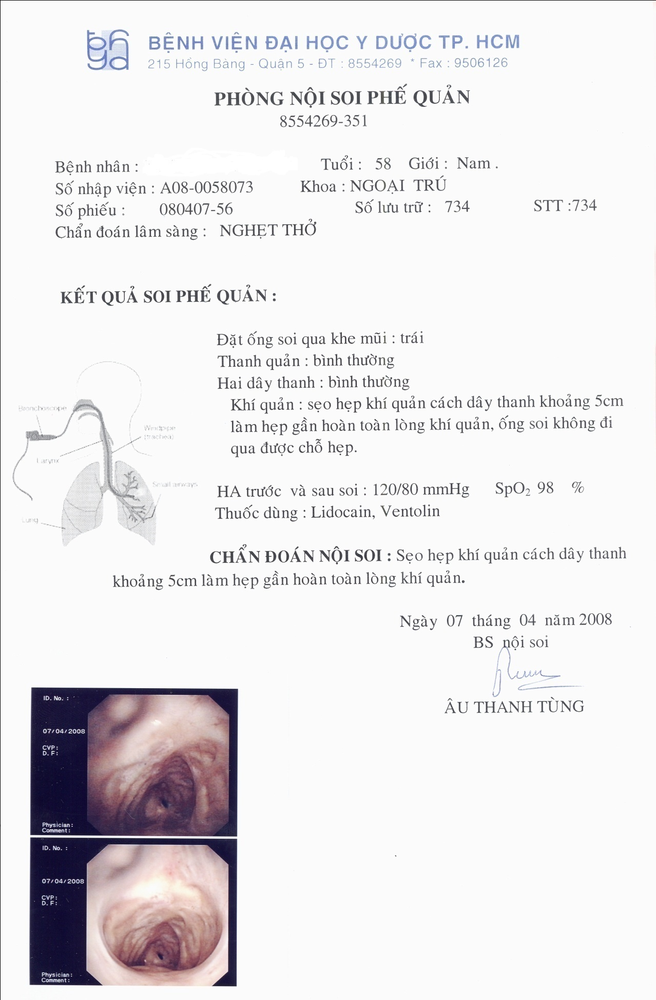 bhyd
BỆNH VIỆN ĐẠI HỌC Y DƯỢC TP. HCM
215 Hồng Bàng - Quận 5 - ĐT : 8554269 * Fax : 9506126
PHÒNG NỘI SOI PHẾ QUẢN
8554269-351
Bệnh nhân : Tuổi : 58 Giới : Nam .
Số nhập viện : A08-0058073 Khoa : NGOẠI TRÚ
Số phiếu : 080407-56 Số lưu trữ : 734 STT :734
Chẩn đoán lâm sàng : NGHẸT THỞ
KẾT QUẢ SOI PHẾ QUẢN :
Đặt ống soi qua khe mũi : trái
Thanh quản : bình thường
Hai dây thanh : bình thường
Khí quản : sẹo hẹp khí quản cách dây thanh khoảng 5cm
làm hẹp gần hoàn toàn lòng khí quản, ống soi không đi
qua được chỗ hẹp.
Bronchoscope
Windpipe
(trachea)
Larynx
Small airways
Lung
HA trước và sau soi : 120/80 mmHg SpO₂ 98 %
Thuốc dùng : Lidocain, Ventolin
CHẨN ĐOÁN NỘI SOI : Sẹo hẹp khí quản cách dây thanh
khoảng 5cm làm hẹp gần hoàn toàn lòng khí quản.
Ngày 07 tháng 04 năm 2008
BS nội soi
ÂU THANH TÙNG
ID. No. :
07/04/2008
CVP:
D.F:
Physician:
Comment:
ID. No. :
07/04/2008
CVP:
D.F:
Physician:
Comment: